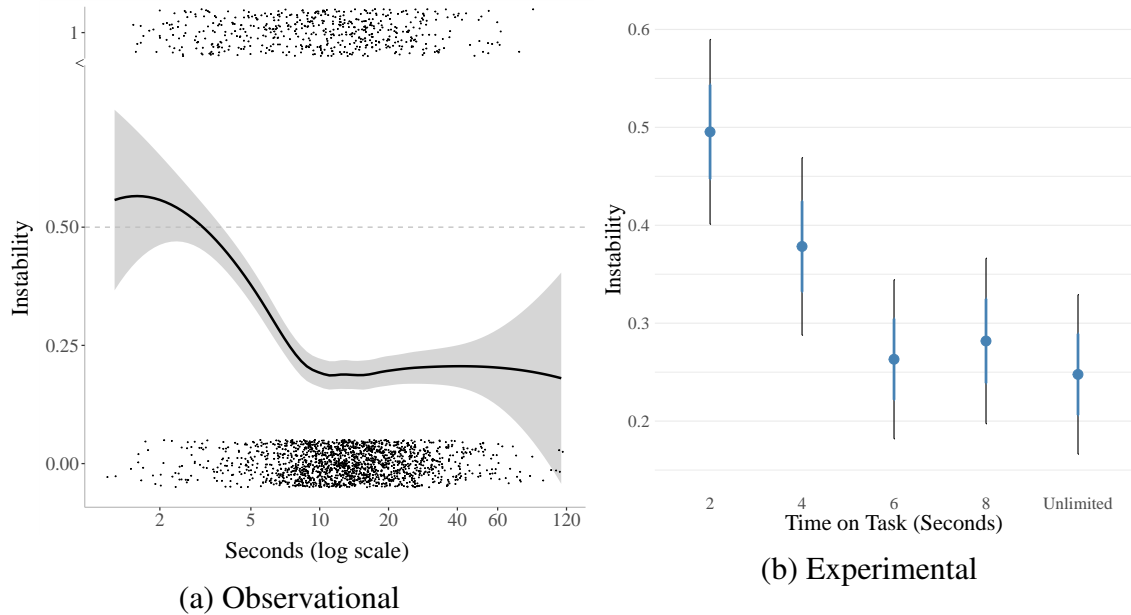 1
<
0.50
0.25
0.00
Instability
2 5 10 20 40 60 120
Seconds (log scale)
(a) Observational
0.6
0.5
0.4
0.3
0.2
Instability
2 4 6 8 Unlimited
Time on Task (Seconds)
(b) Experimental